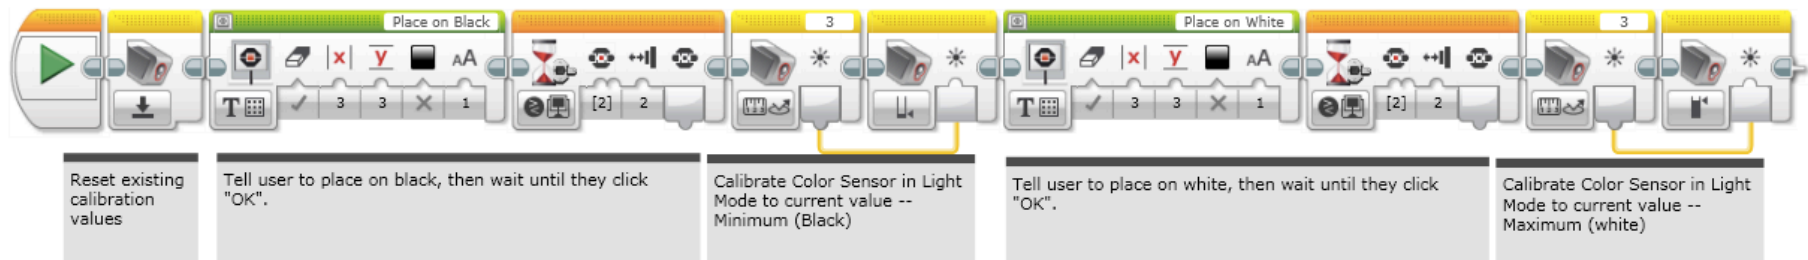 Place on Black
3
Place on White
3
T
3
3
1
[2]
2
T
3
3
1
[2]
2
Reset existing
calibration
values
Tell user to place on black, then wait until they click
"OK".
Calibrate Color Sensor in Light
Mode to current value --
Minimum (Black)
Tell user to place on white, then wait until they click
"OK".
Calibrate Color Sensor in Light
Mode to current value --
Maximum (white)